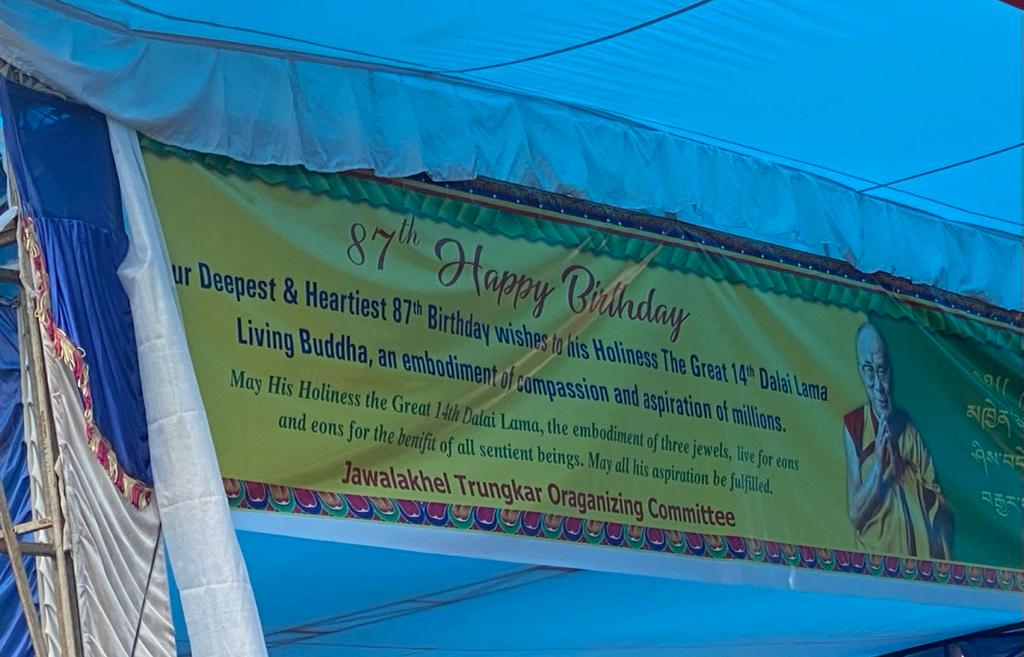 87th Happy Birthday
ur Deepest & Heartiest 87th Birthday wishes to his Holiness The Great 14th Dalai Lama
Living Buddha, an embodiment of compassion and aspiration of millions.
May His Holiness the Great 14th Dalai Lama, the embodiment of three jewels, live for eons
and eons for the benifit of all sentient beings. May all his aspiration be fulfilled.
Jawalakhel Trungkar Oraganizing Committee